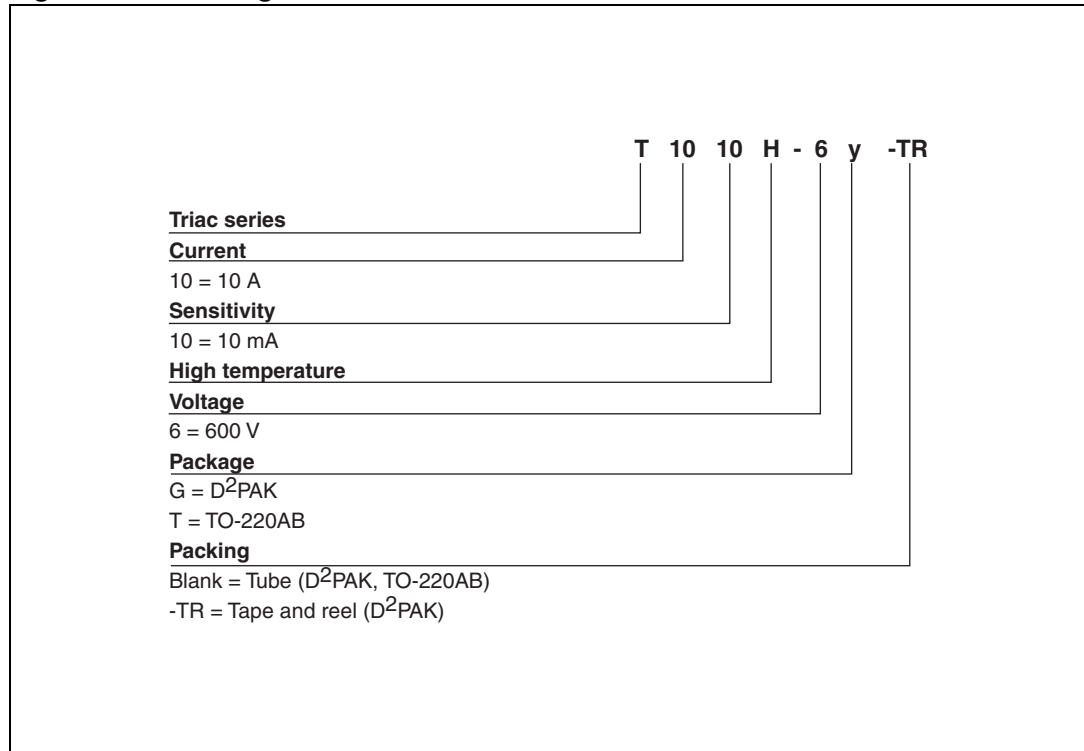 T 10 10 H - 6 y -TR
Triac series
Current
10 = 10 A
Sensitivity
10 = 10 mA
High temperature
Voltage
6 = 600 V
Package
G = D²PAK
T = TO-220AB
Packing
Blank = Tube (D²PAK, TO-220AB)
-TR = Tape and reel (D²PAK)